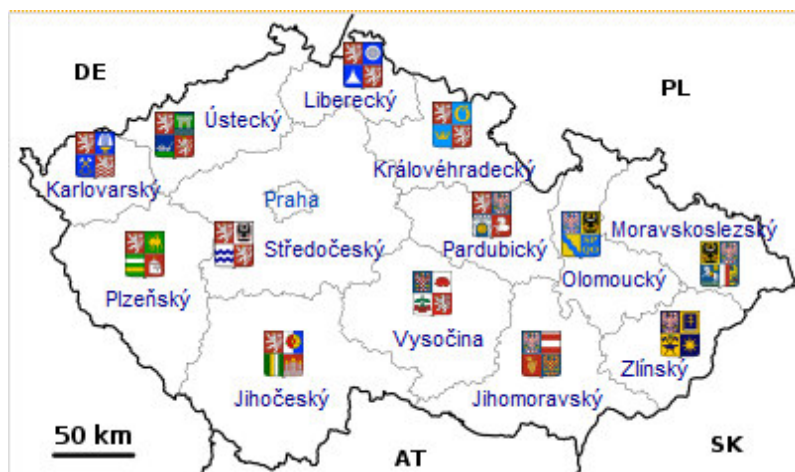 DE
PL
Liberecký
Ústecký
Královéhradecký
Karlovarský
Praha
Moravskoslezský
Středočeský
Pardubický
Olomoucký
Plzeňský
Vysočina
Zlínský
Jihočeský
Jihomoravský
50 km
AT
SK